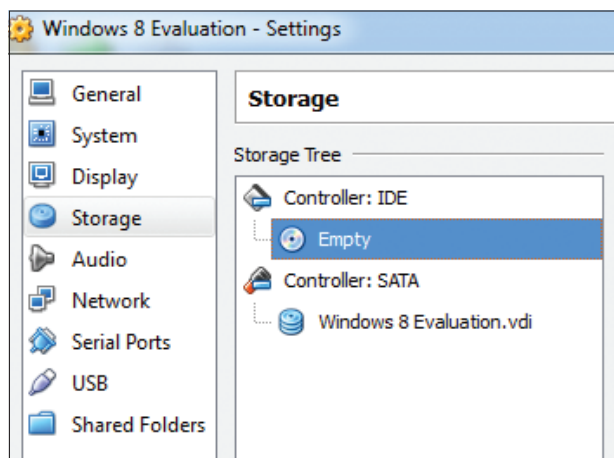 Windows 8 Evaluation - Settings
General
System
Display
Storage
Audio
Network
Serial Ports
USB
Shared Folders
Storage
Storage Tree
Controller: IDE
Empty
Controller: SATA
Windows 8 Evaluation.vdi